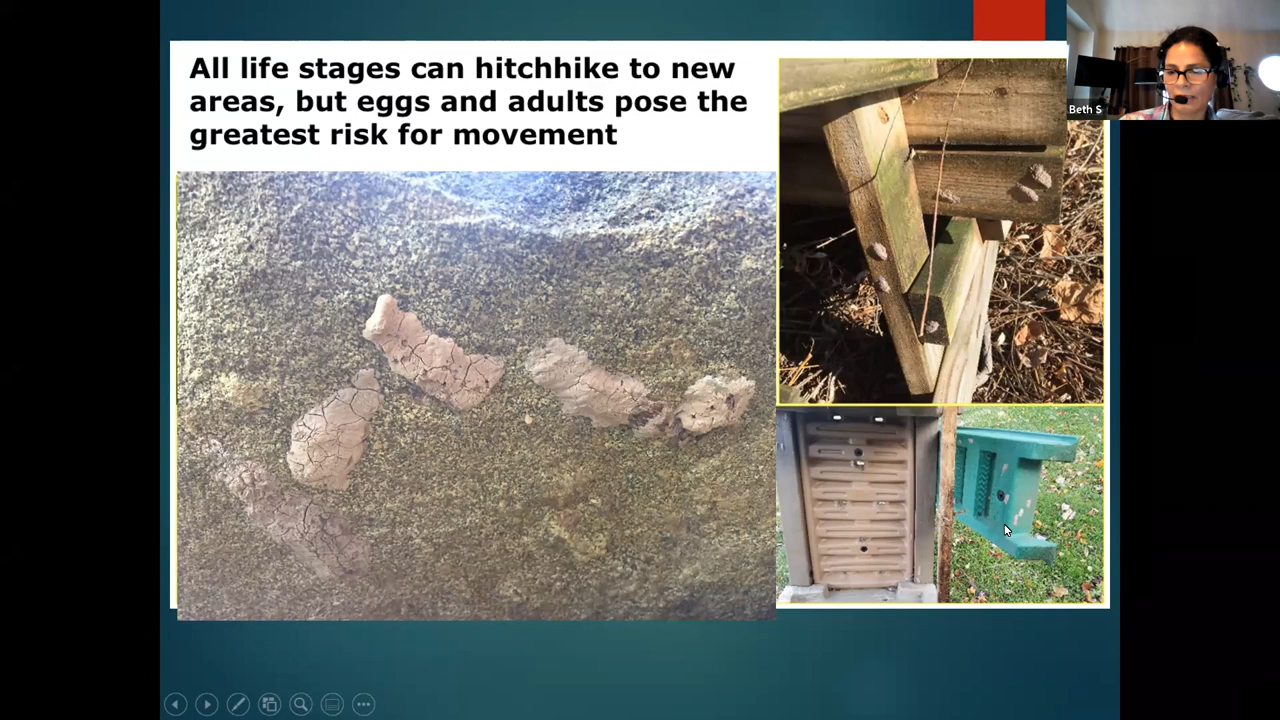 All life stages can hitchhike to new
areas, but eggs and adults pose the
greatest risk for movement
Beth S